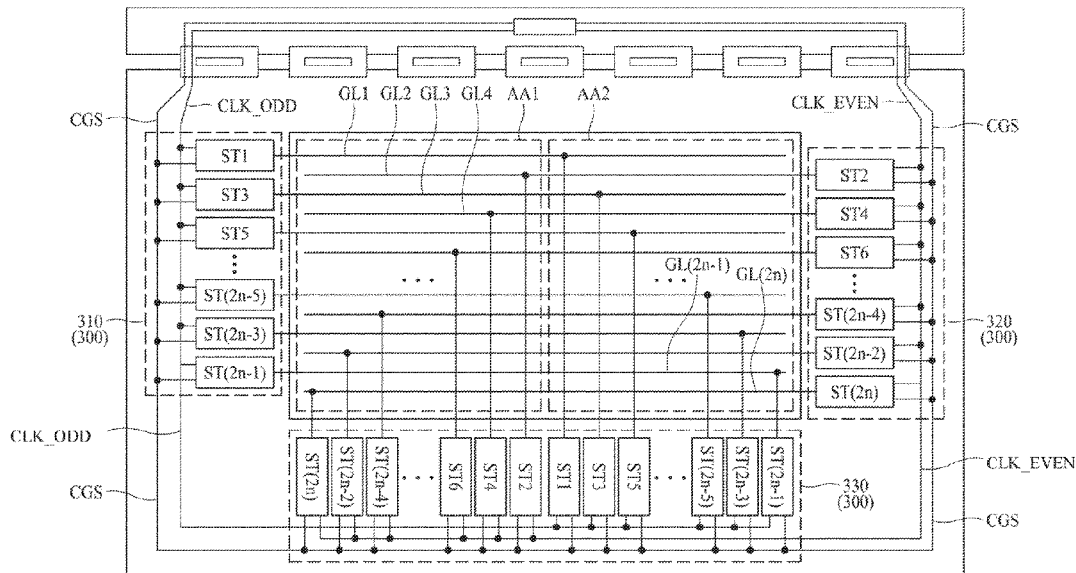 CLK_ODD
GL1
GL2
GL3
GL4
AA1
AA2
CLK_EVEN
CGS
CGS
ST1
ST3
ST5
ST(2n-5)
ST(2n-3)
ST(2n-1)
310
(300)
ST2
ST4
ST6
ST(2n-4)
ST(2n-2)
ST(2n)
320
(300)
GL(2n-1)
GL(2n)
CLK_ODD
CGS
ST(2n)
ST(2n-2)
ST(2n-4)
ST6
ST4
ST2
ST1
ST3
ST5
ST(2n-5)
ST(2n-3)
ST(2n-1)
330
(300)
CLK_EVEN
CGS